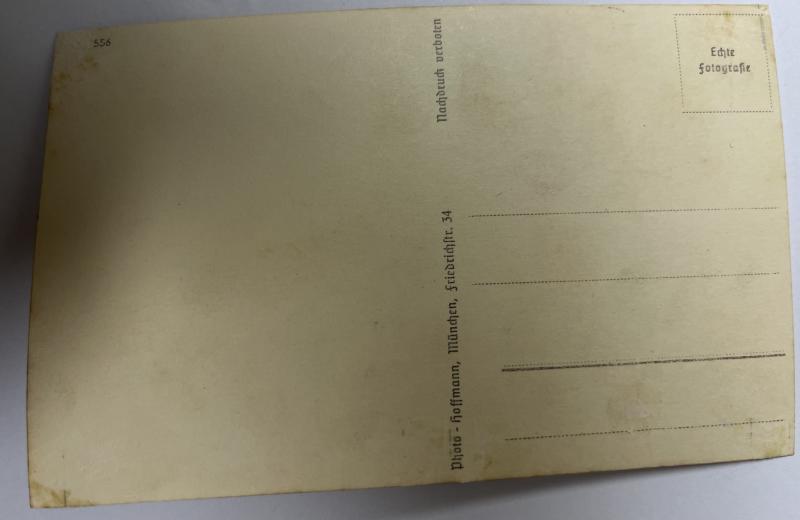 556
Nachdruck verboten
Photo-Hoffmann, München, Friedrichstr. 34
Echte
Fotografie